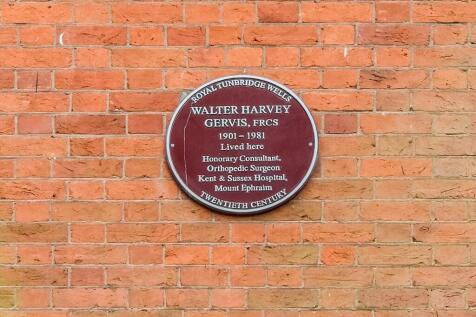 ROYAL TUNBRIDGE WELLS
WALTER HARVEY
GERVIS, FRCS
1901 - 1981
Lived here
Honorary Consultant,
Orthopedic Surgeon
Kent & Sussex Hospital,
Mount Ephraim
TWENTIETH CENTURY